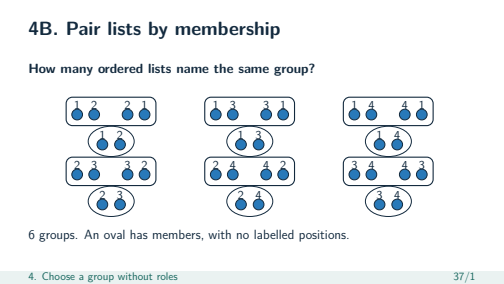 4B. Pair lists by membership
How many ordered lists name the same group?
1 2 2 1 1 3 3 1 1 4 4 1
1 2 1 3 1 4
2 3 3 2 2 4 4 2 3 4 4 3
2 3 2 4 3 4
6 groups. An oval has members, with no labelled positions.
4. Choose a group without roles 37/1